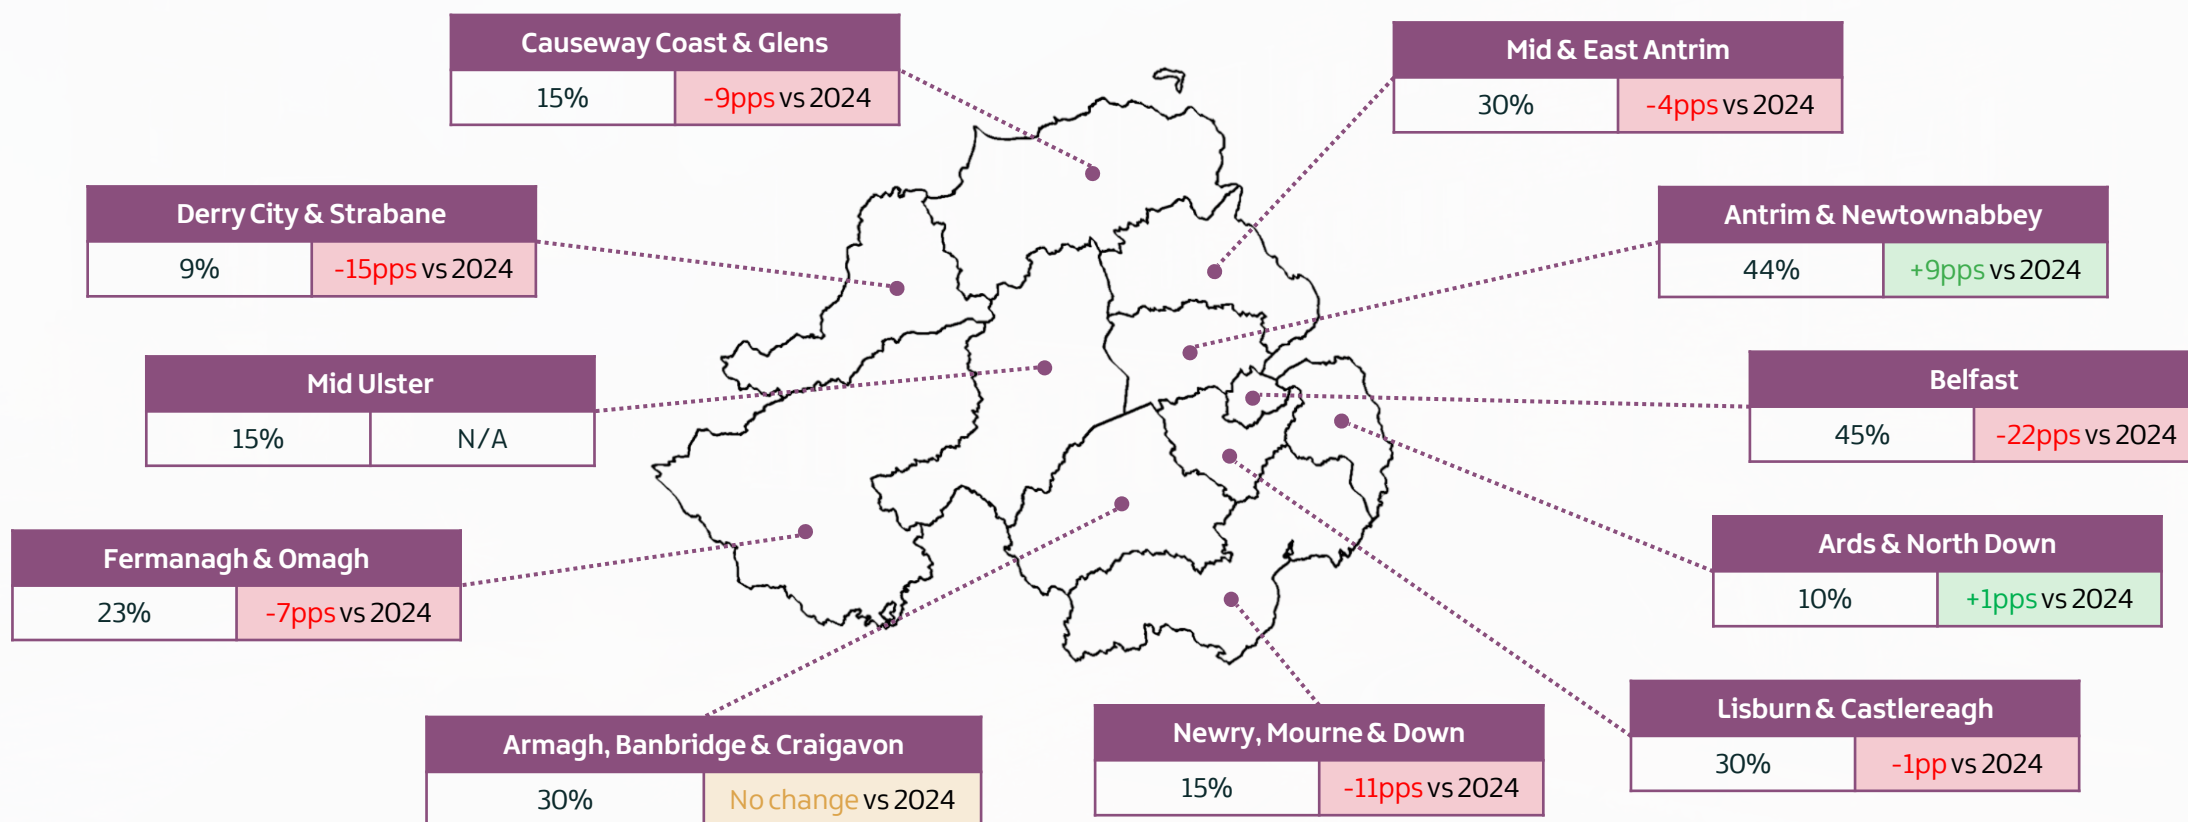 Causeway Coast & Glens
15% -9pps vs 2024
Mid & East Antrim
30% -4pps vs 2024
Derry City & Strabane
9% -15pps vs 2024
Antrim & Newtownabbey
44% +9pps vs 2024
Mid Ulster
15% N/A
Belfast
45% -22pps vs 2024
Fermanagh & Omagh
23% -7pps vs 2024
Ards & North Down
10% +1pps vs 2024
Armagh, Banbridge & Craigavon
30% No change vs 2024
Newry, Mourne & Down
15% -11pps vs 2024
Lisburn & Castlereagh
30% -1pp vs 2024